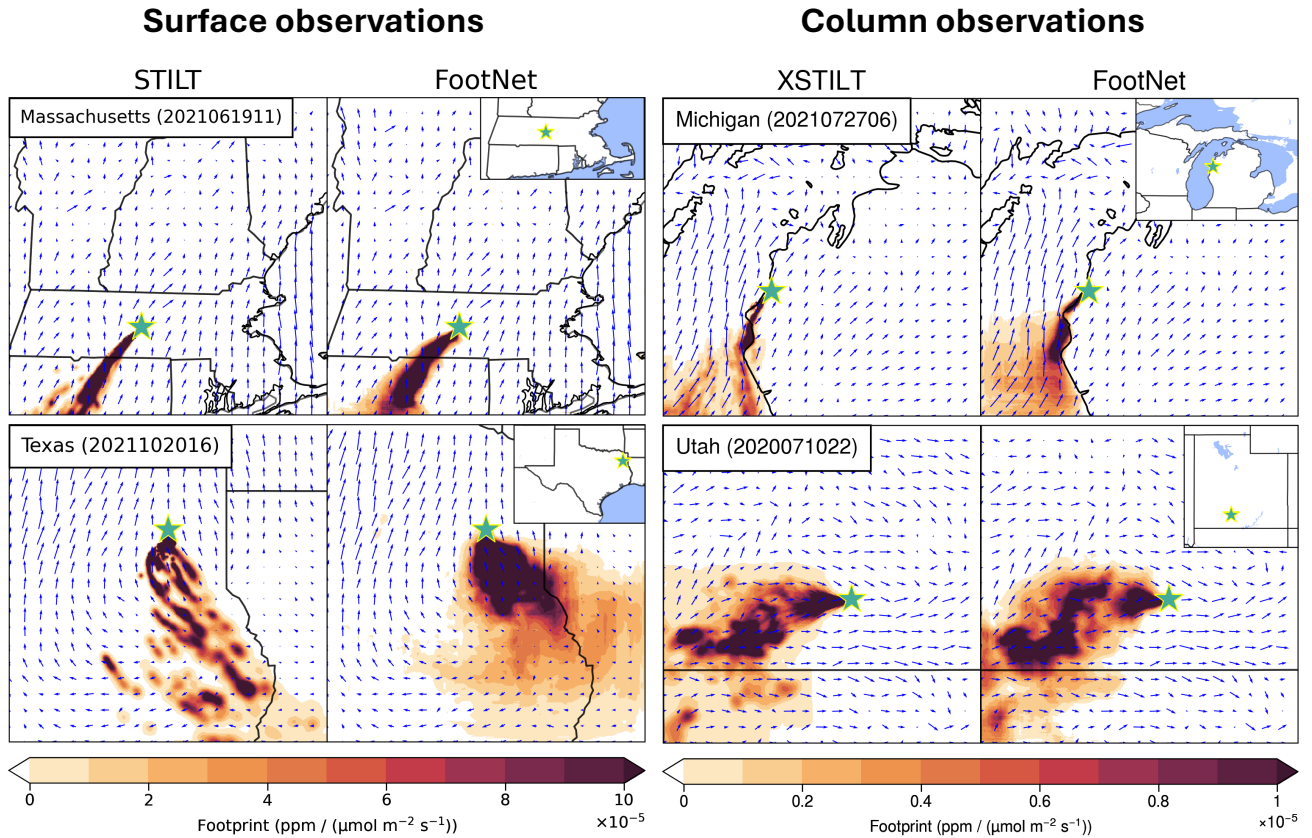 Surface observations
Column observations
STILT
FootNet
XSTILT
FootNet
Massachusetts (2021061911)
Michigan (2021072706)
Texas (2021102016)
Utah (2020071022)
0 2 4 6 8 10
×10⁻⁵
Footprint (ppm / (μmol m⁻² s⁻¹))
0 0.2 0.4 0.6 0.8 1
×10⁻⁵
Footprint (ppm / (μmol m⁻² s⁻¹))